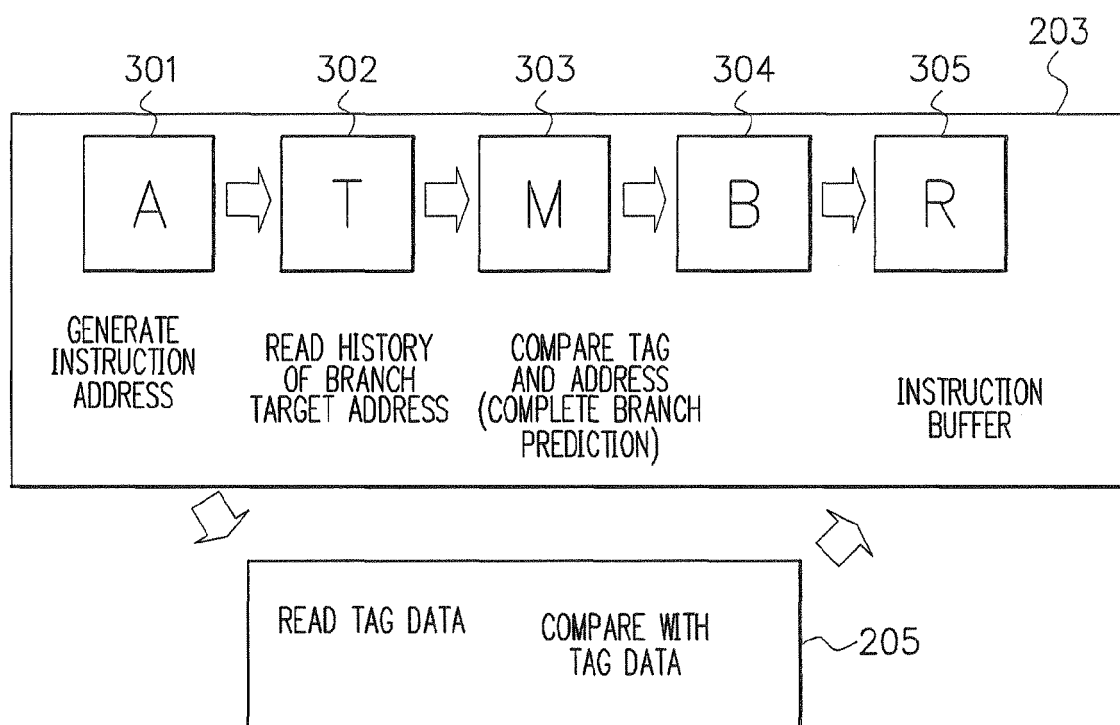 203
301 302 303 304 305
A T M B R
GENERATE
INSTRUCTION
ADDRESS
READ HISTORY
OF BRANCH
TARGET ADDRESS
COMPARE TAG
AND ADDRESS
(COMPLETE BRANCH
PREDICTION)
INSTRUCTION
BUFFER
READ TAG DATA
COMPARE WITH
TAG DATA
205